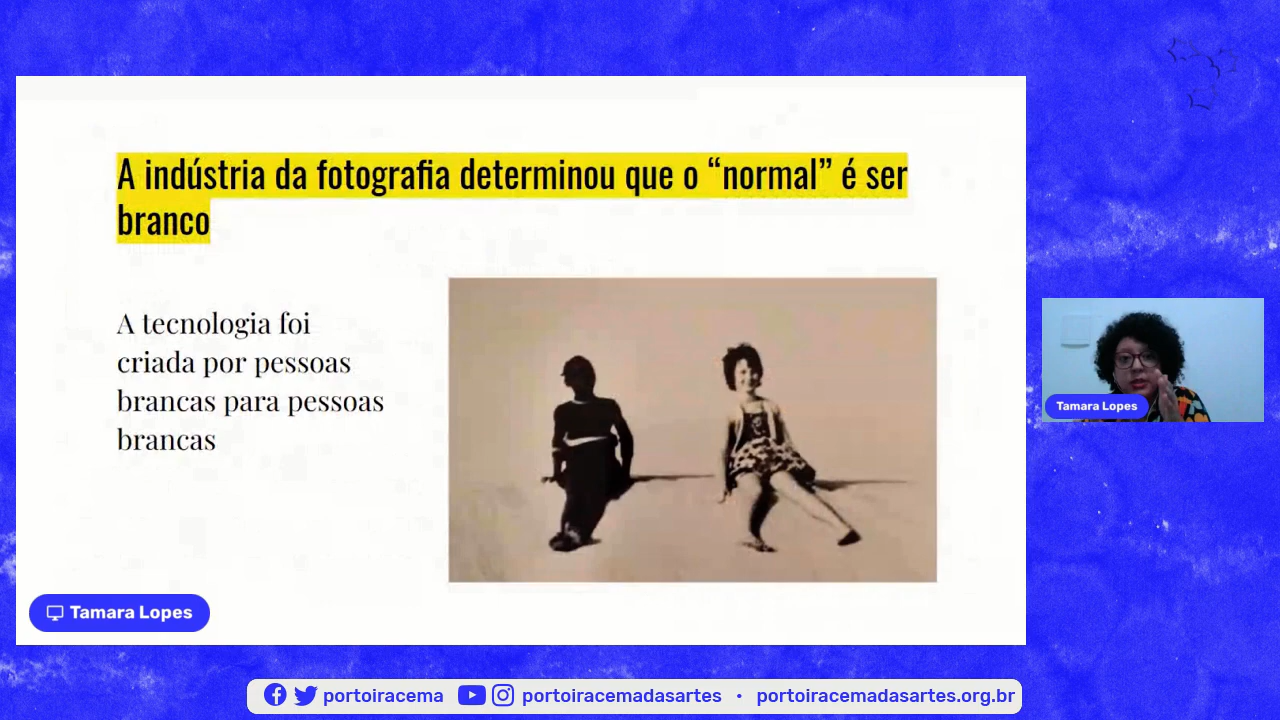 A indústria da fotografia determinou que o “normal” é ser
branco
A tecnologia foi
criada por pessoas
brancas para pessoas
brancas
Tamara Lopes
Tamara Lopes
portoiracema portoiracemadasartes • portoiracemadasartes.org.br